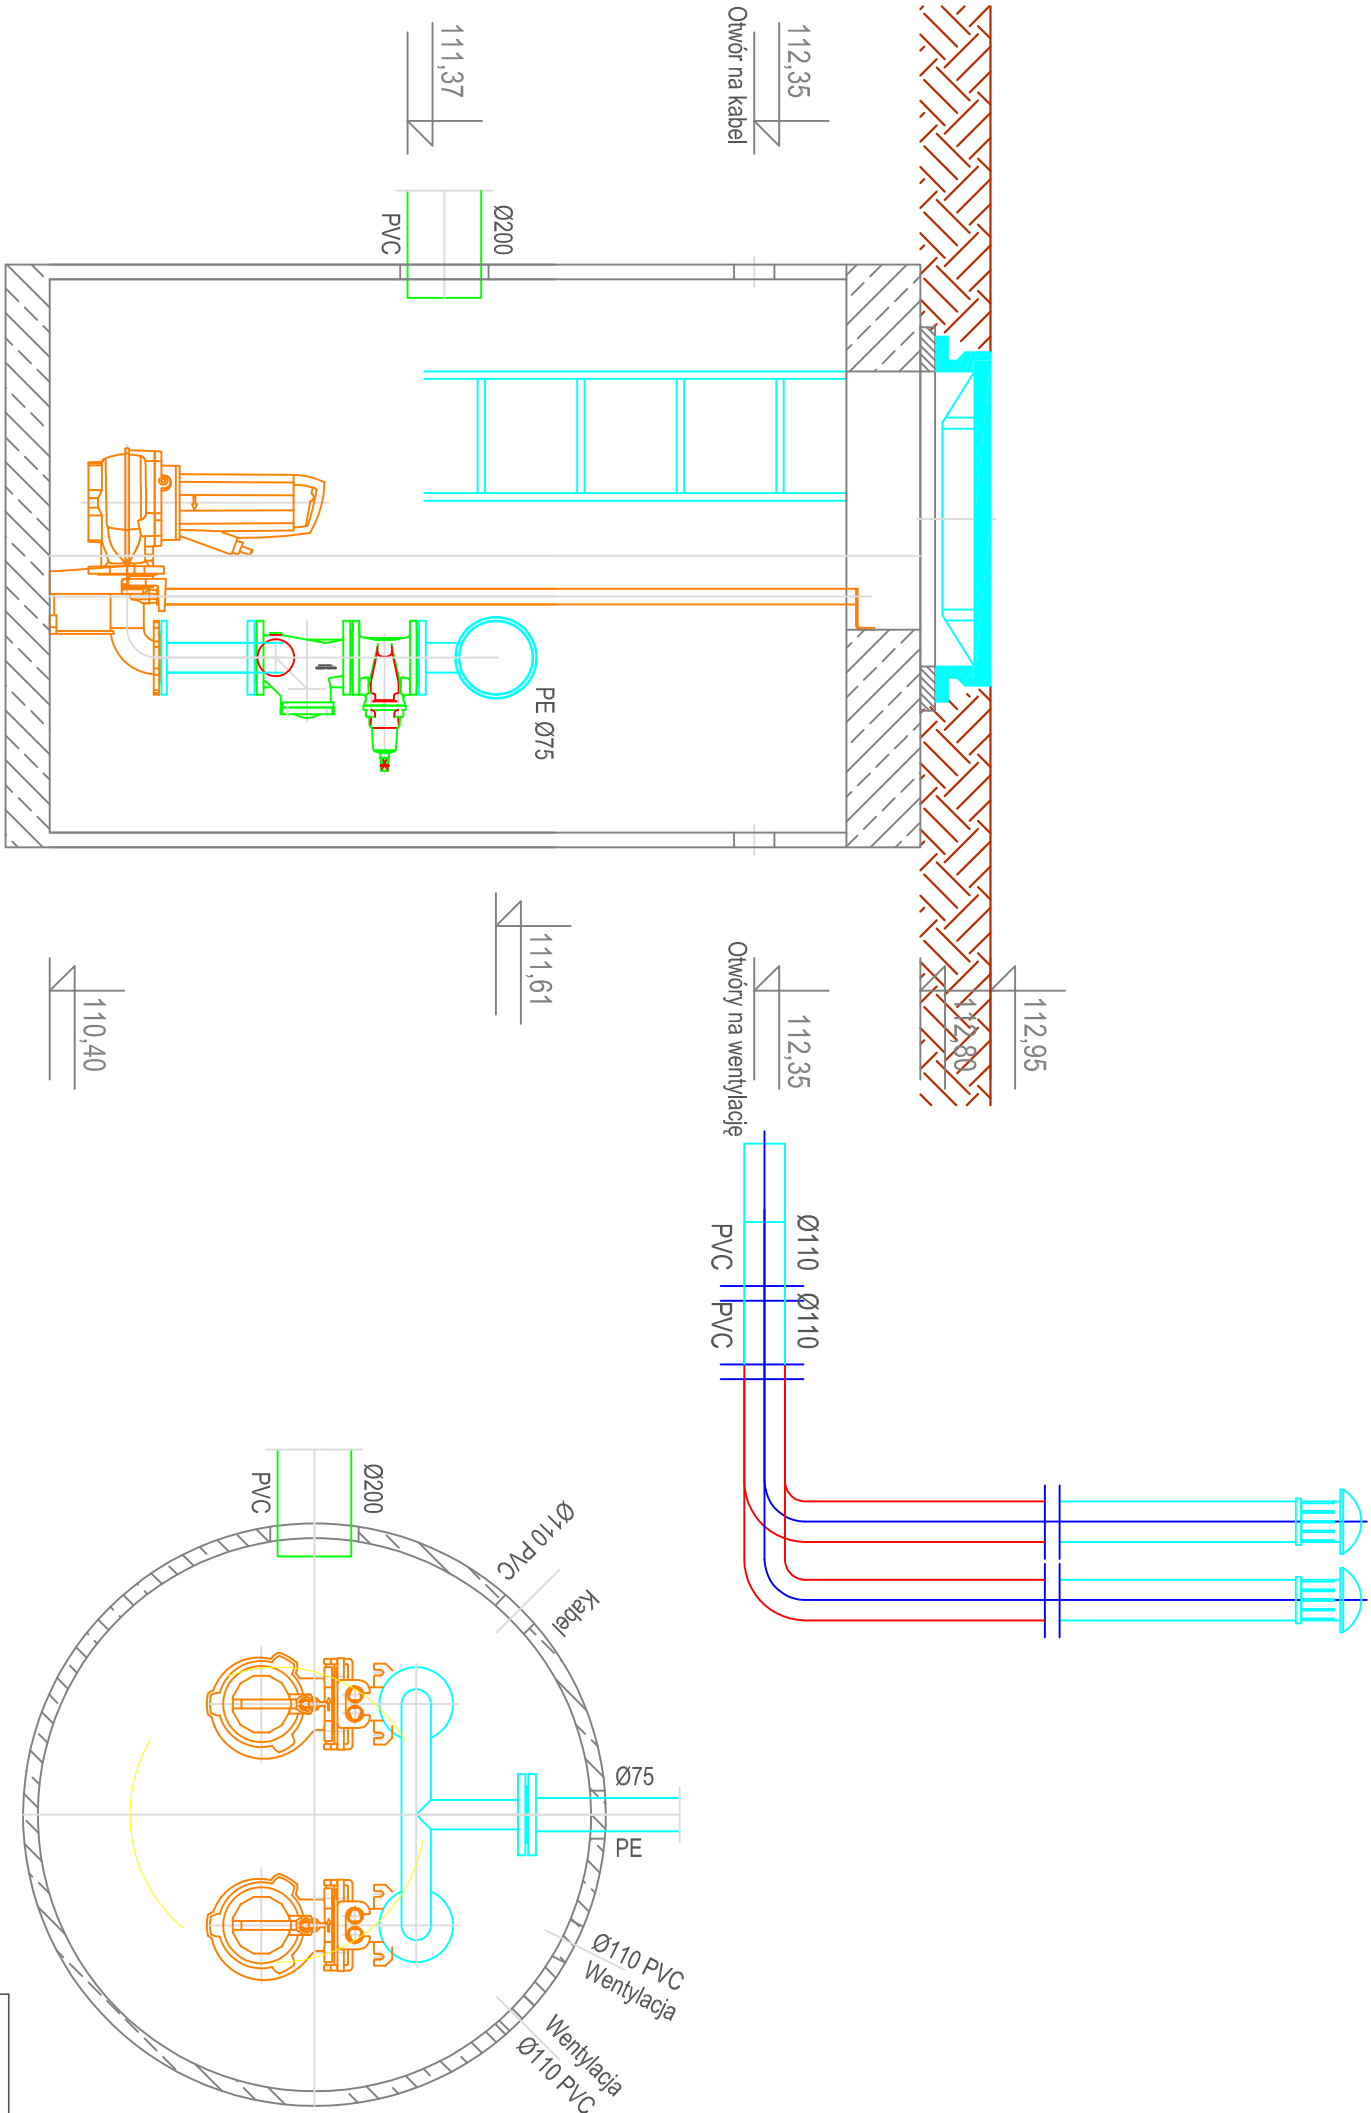 Otwór na kabel
112,35
111,37
Ø200
PVC
PE Ø75
111,61
110,40
Otwory na wentylację
112,35
112,80
112,95
Ø110
PVC
Ø110
PVC
Ø200
PVC
Ø110 PVC
Kabel
Ø75
PE
Ø110 PVC
Wentylacja
Wentylacja
Ø110 PVC